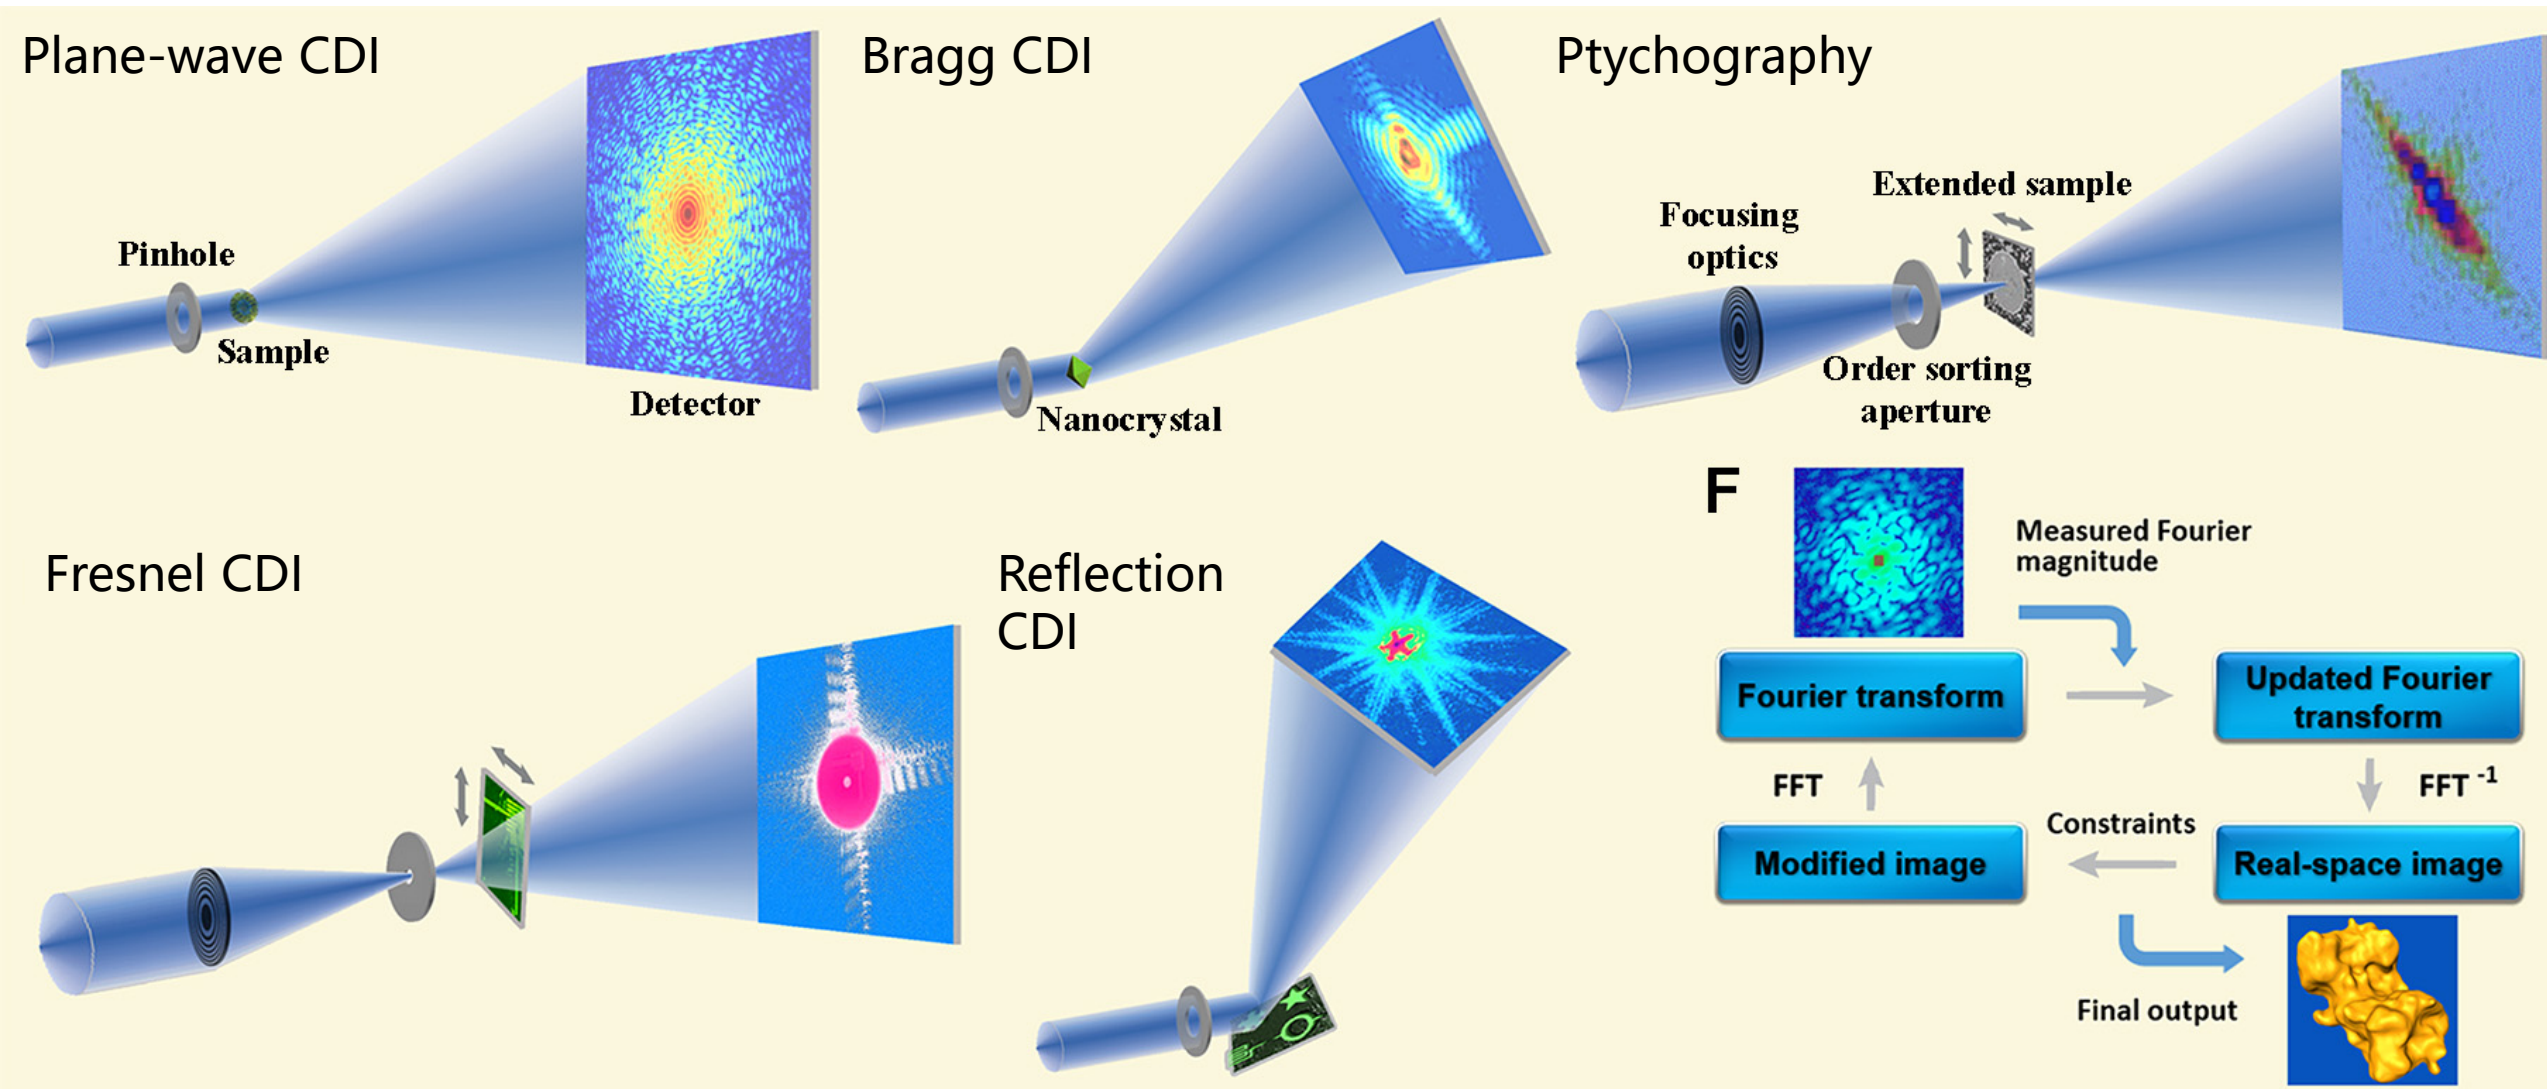 Plane-wave CDI
Pinhole
Sample
Detector
Bragg CDI
Nanocrystal
Ptychography
Extended sample
Focusing
optics
Order sorting
aperture
Fresnel CDI
Reflection
CDI
F
Measured Fourier
magnitude
Fourier transform
Updated Fourier
transform
FFT
FFT -1
Constraints
Modified image
Real-space image
Final output